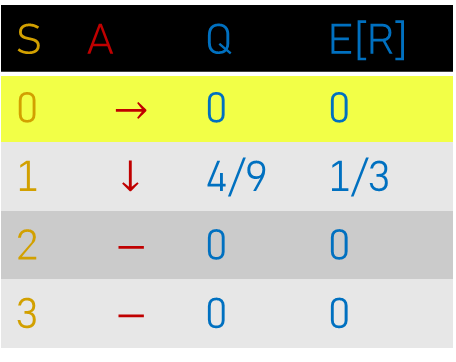 S A Q E[R]
0 → 0 0
1 ↓ 4/9 1/3
2 – 0 0
3 – 0 0